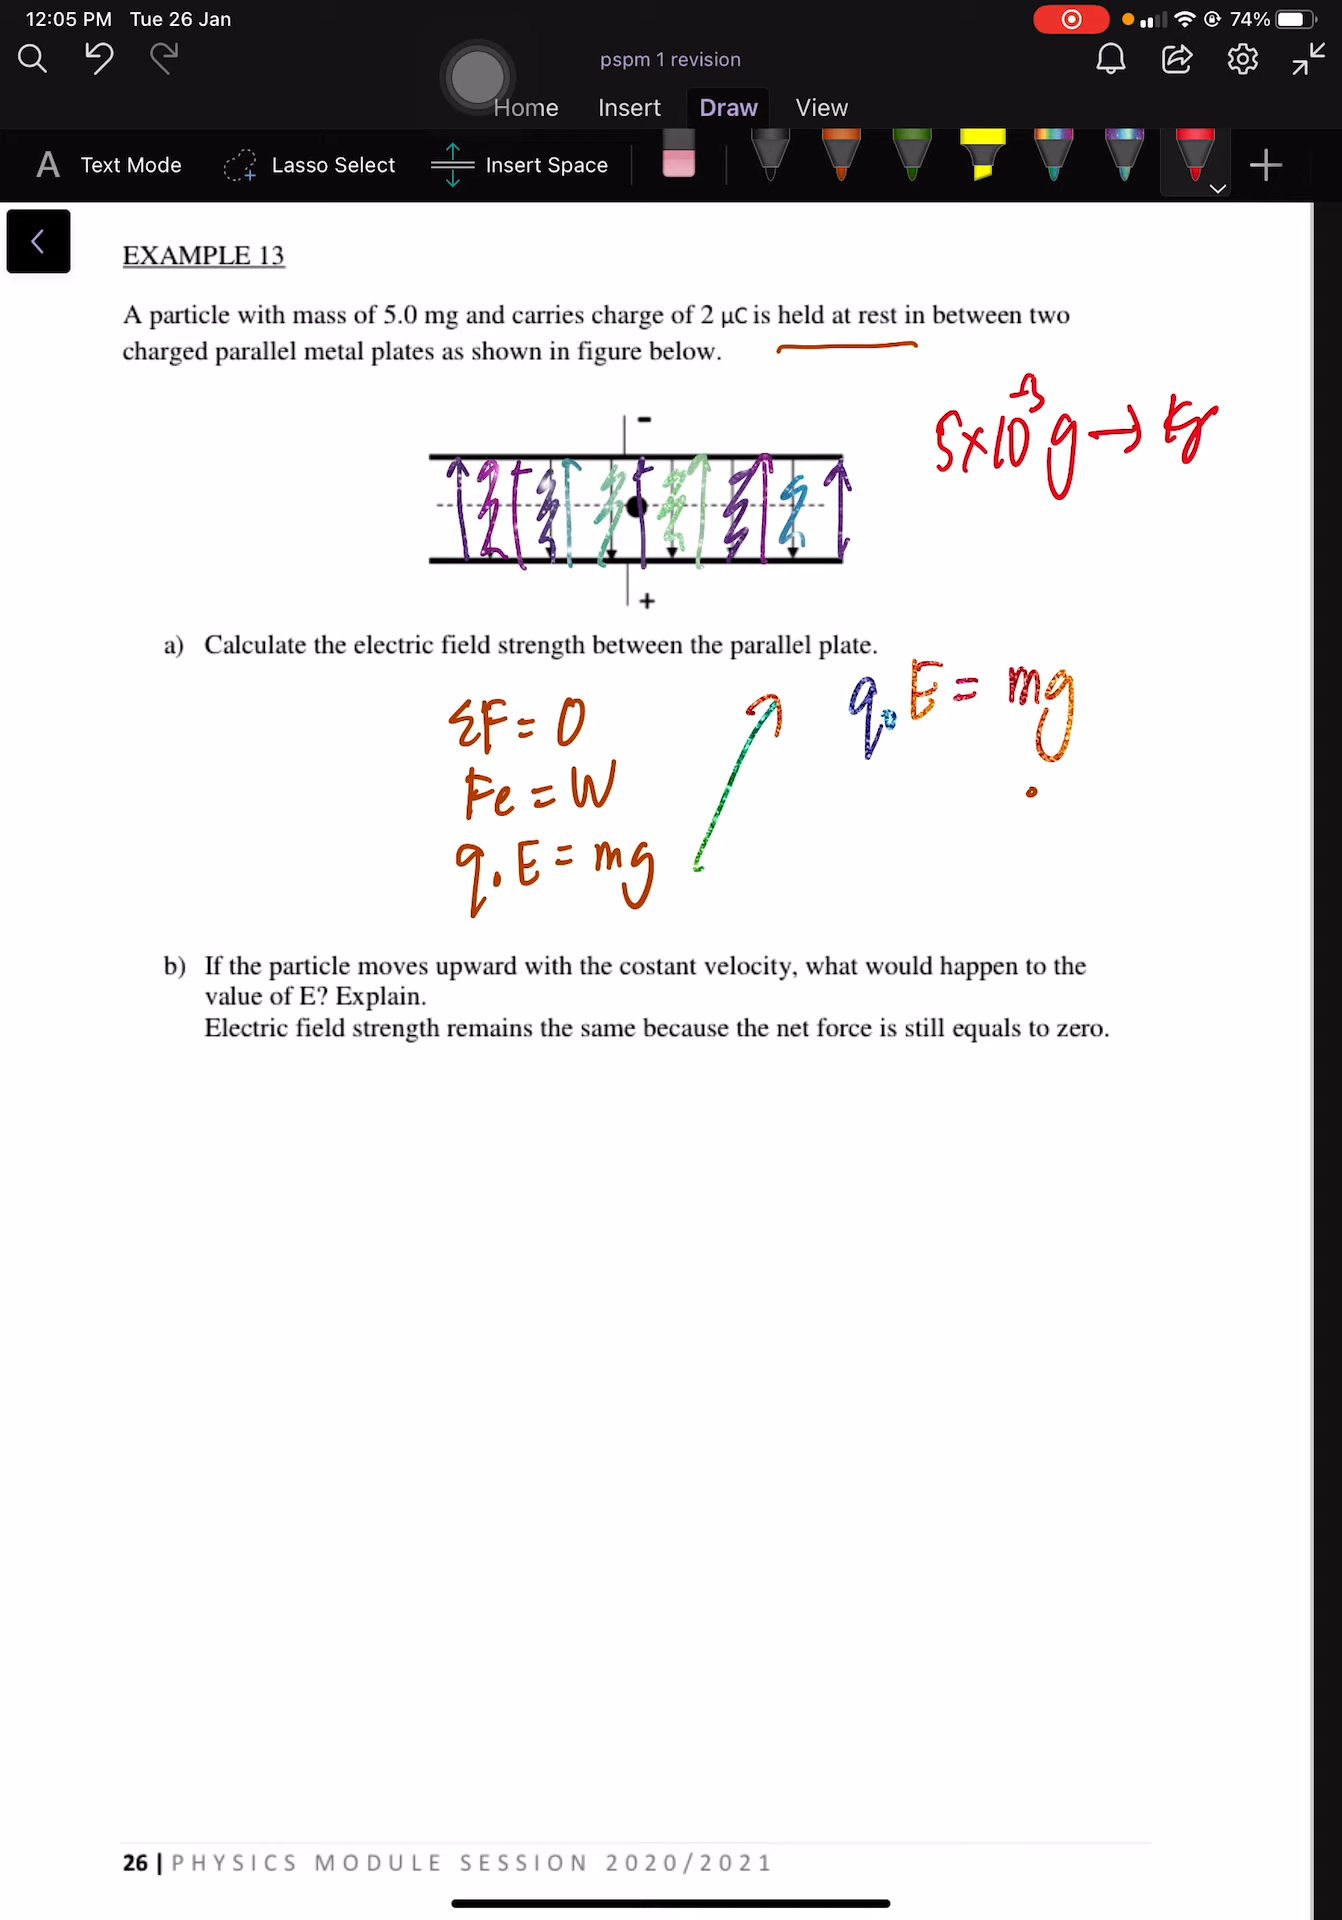 12:05 PM Tue 26 Jan
74%
pspm 1 revision
Home Insert Draw View
A Text Mode Lasso Select Insert Space
EXAMPLE 13
A particle with mass of 5.0 mg and carries charge of 2 µC is held at rest in between two
charged parallel metal plates as shown in figure below.
-
5×10⁻³g → kg
+
a) Calculate the electric field strength between the parallel plate.
q₀E = mg
ΣF = 0
Fe = W
q₀E = mg
b) If the particle moves upward with the costant velocity, what would happen to the
value of E? Explain.
Electric field strength remains the same because the net force is still equals to zero.
26 | PHYSICS MODULE SESSION 2020/2021